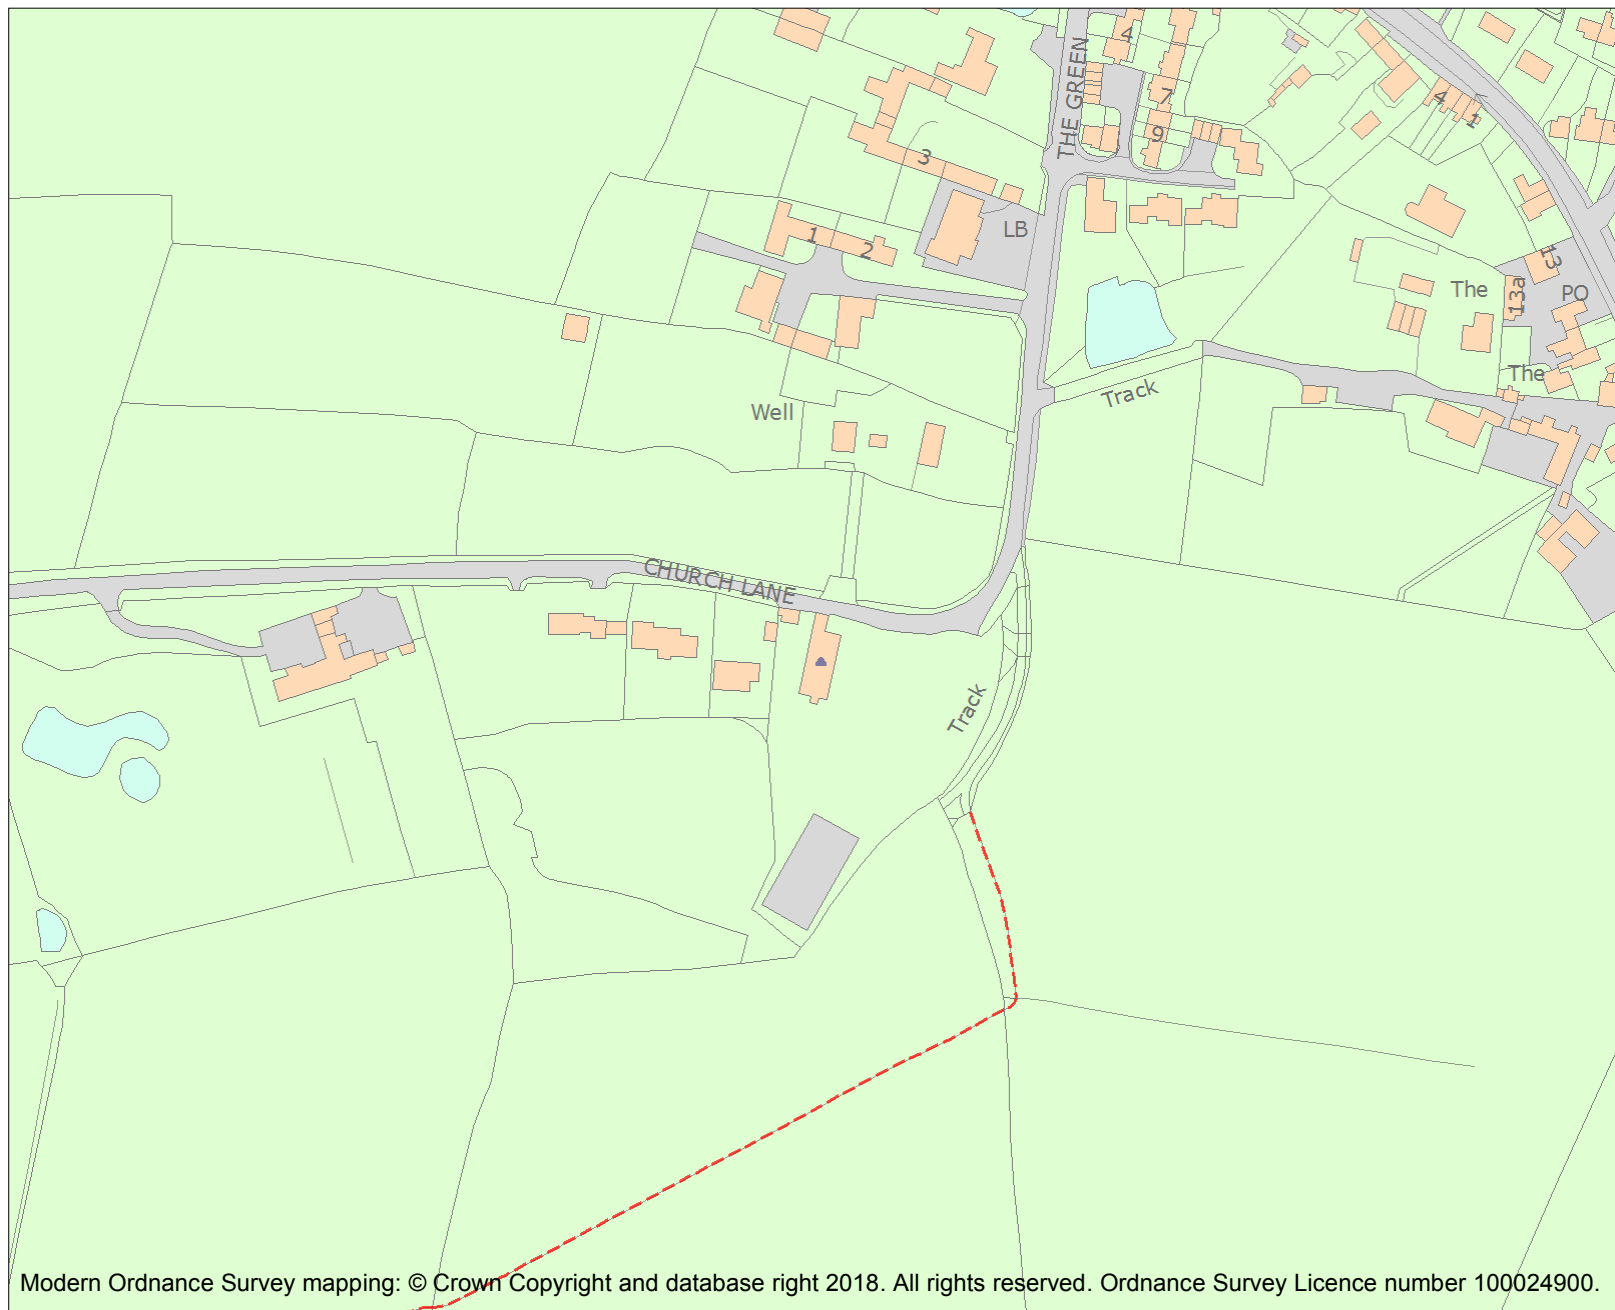 4
THE GREEN
7
9
4
1
3
LB
1
2
13
The
13a
PO
The
Track
Well
CHURCH LANE
Track
Modern Ordnance Survey mapping: © Crown Copyright and database right 2018. All rights reserved. Ordnance Survey Licence number 100024900.